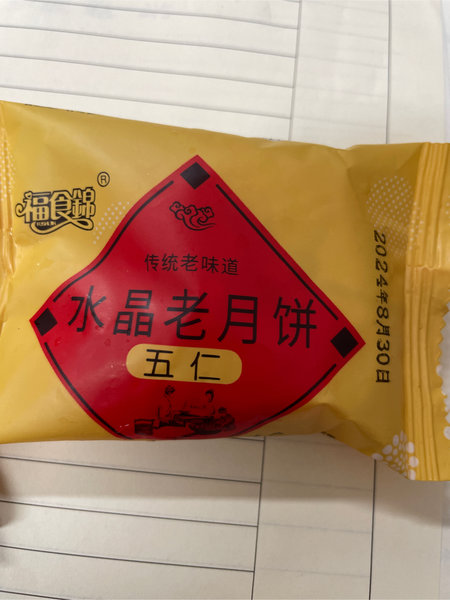 福食锦
®
传统老味道
水晶老月饼
五仁
2024年8月30日